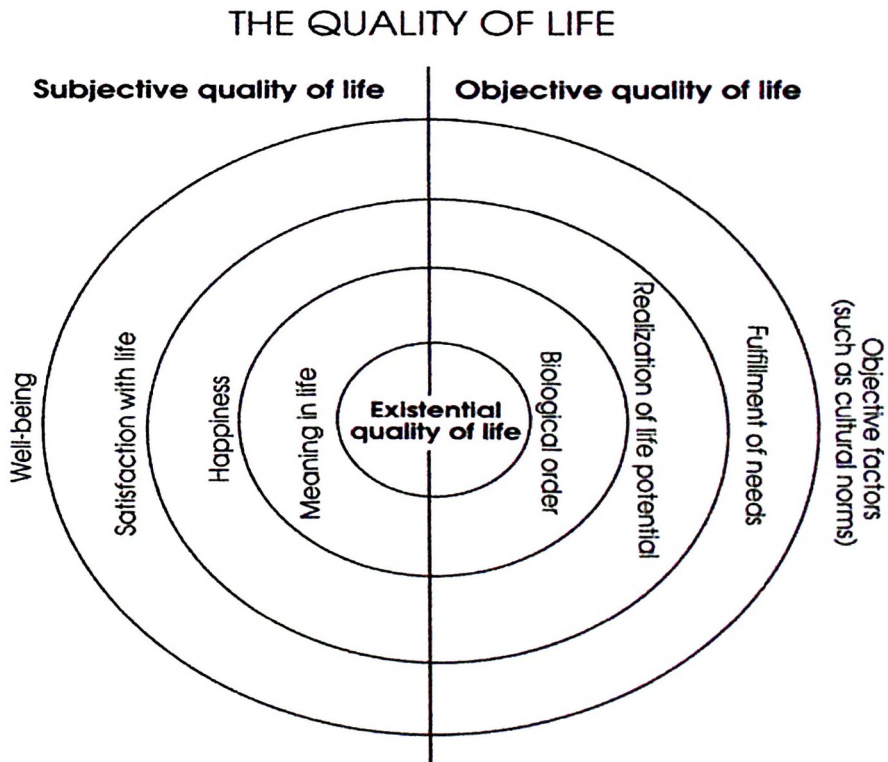 THE QUALITY OF LIFE
Subjective quality of life
Objective quality of life
Well-being
Satisfaction with life
Happiness
Meaning in life
Existential
quality of life
Biological order
Realization of life potential
Fulfillment of needs
Objective factors
(such as cultural norms)